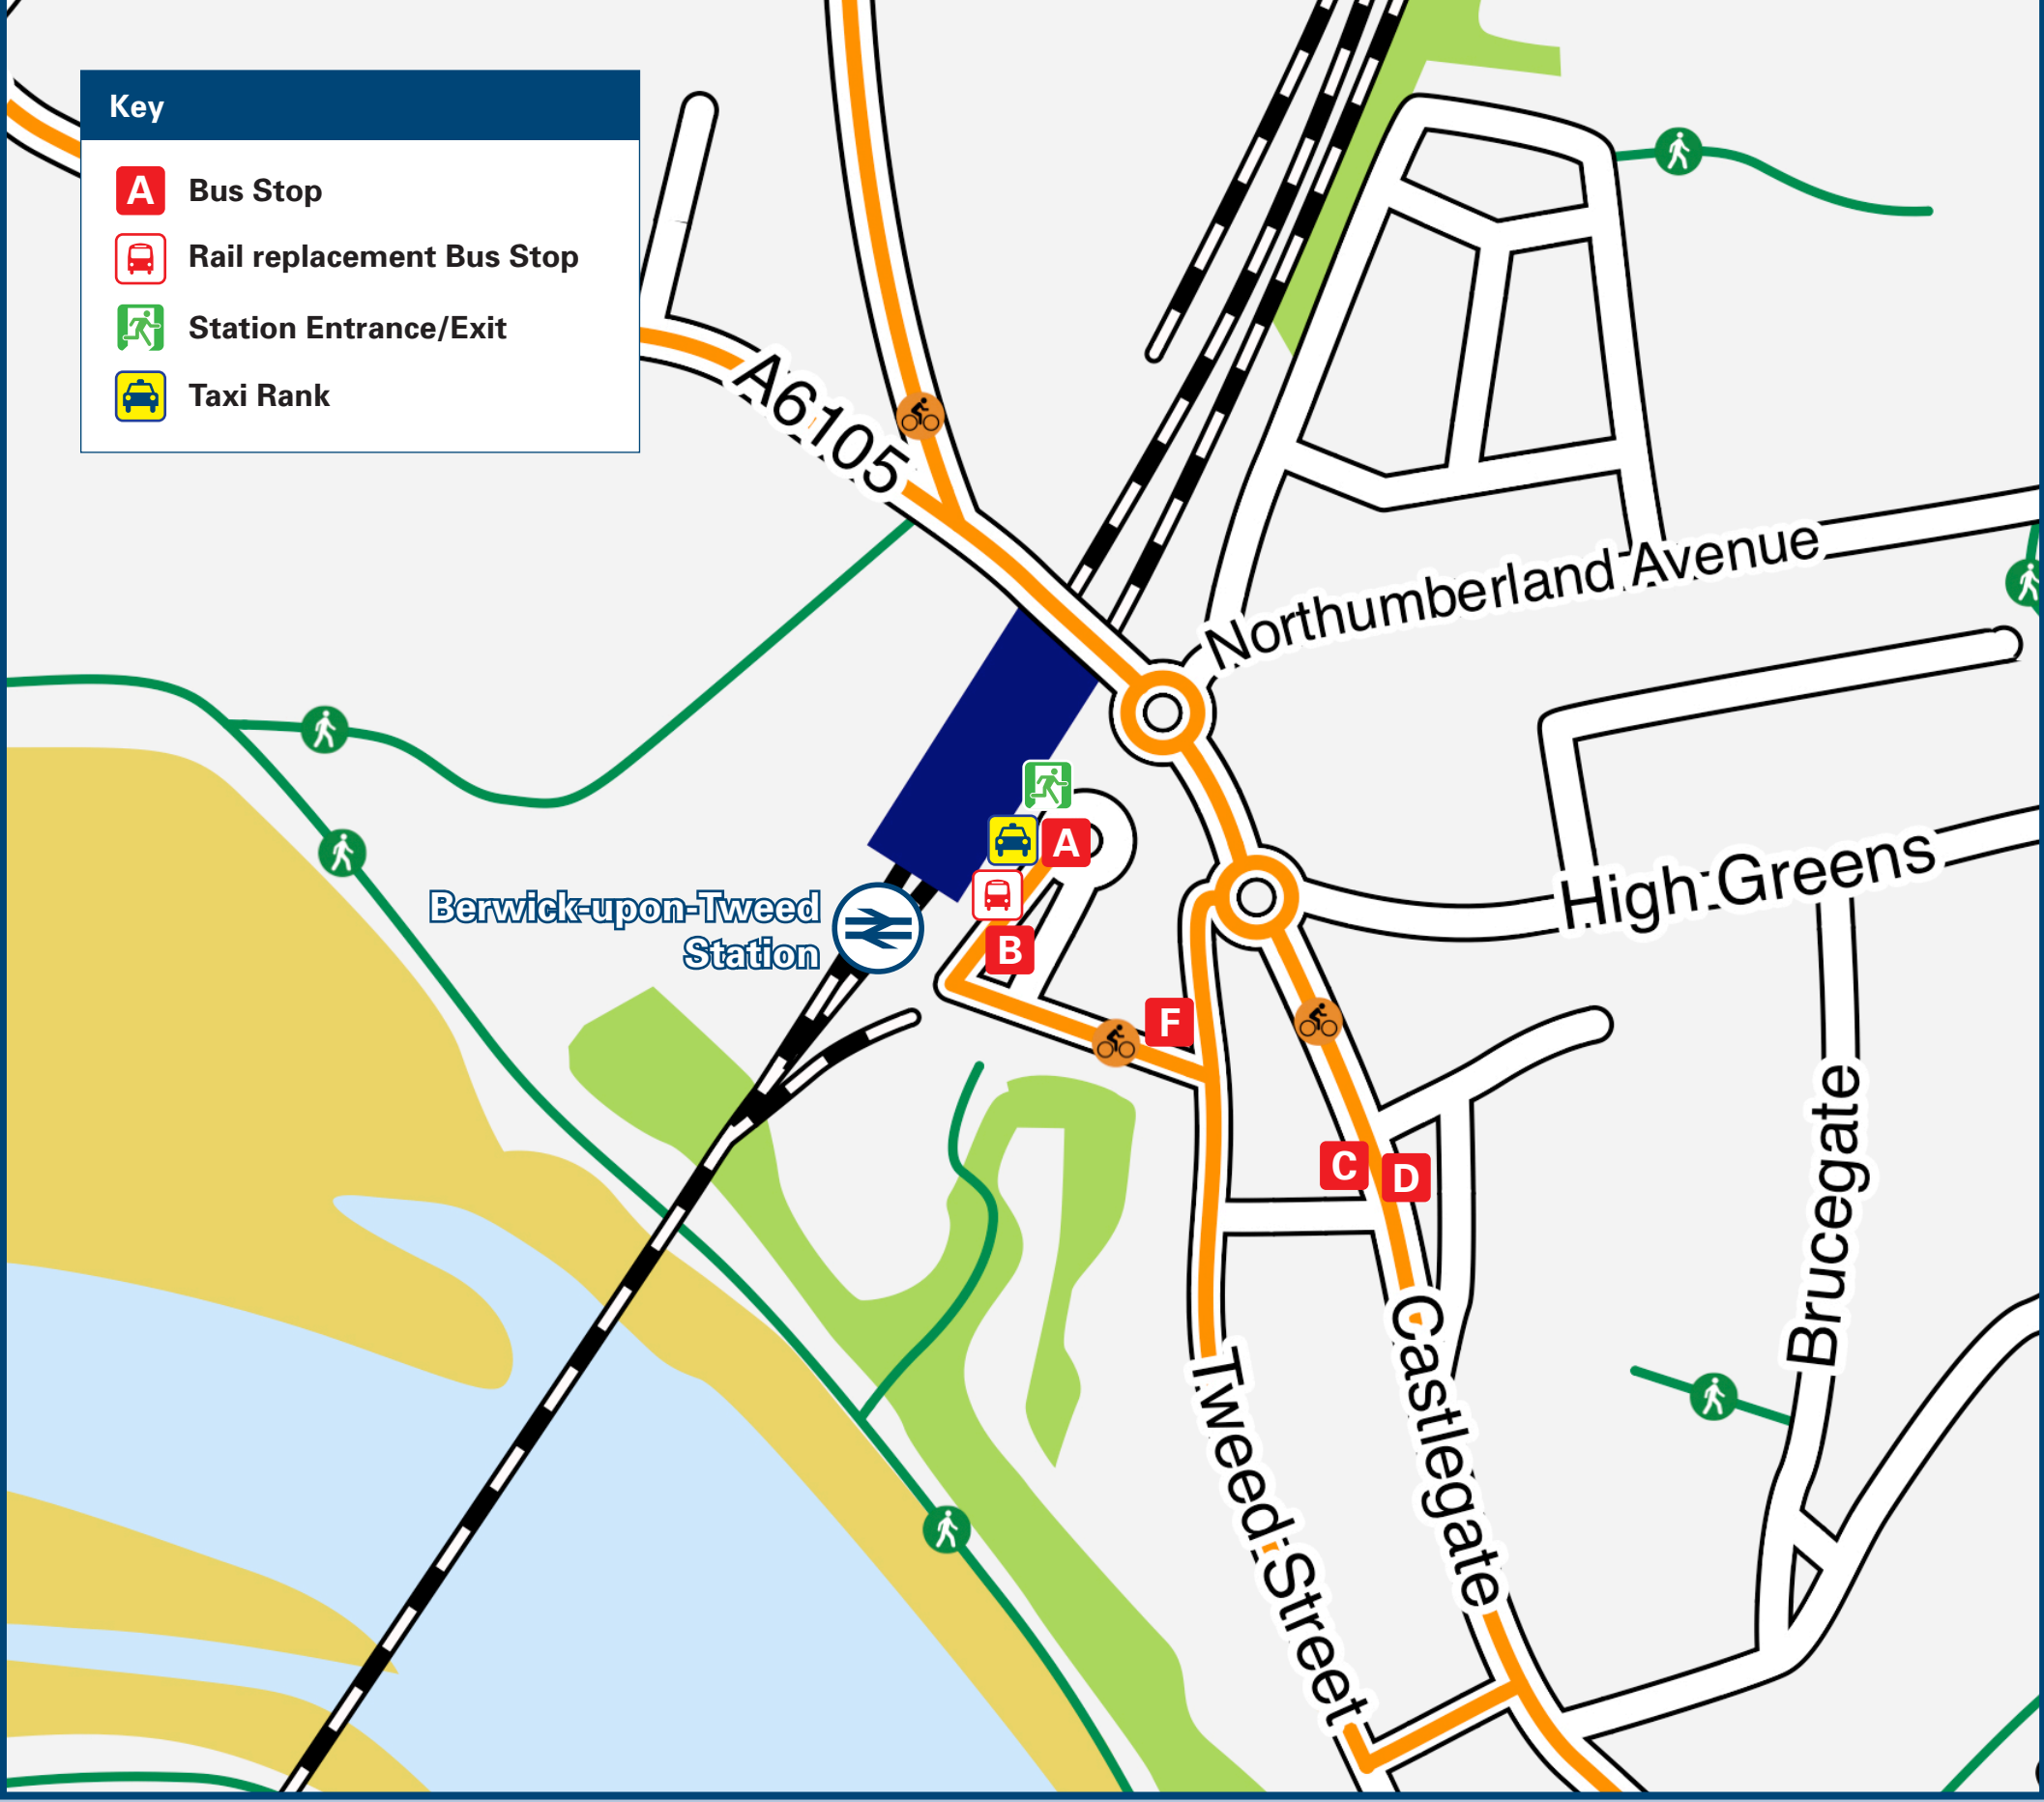 Key
A Bus Stop
Rail replacement Bus Stop
Station Entrance/Exit
Taxi Rank
A6105
Northumberland Avenue
High Greens
A
Berwick-upon-Tweed
Station
B
F
C
D
Brucegate
Castlegate
Tweed Street